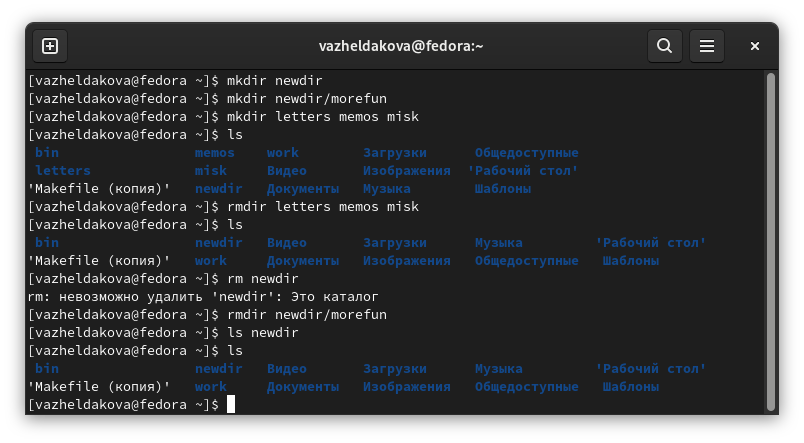 vazheldakova@fedora:~
[vazheldakova@fedora ~]$ mkdir newdir
[vazheldakova@fedora ~]$ mkdir newdir/morefun
[vazheldakova@fedora ~]$ mkdir letters memos misk
[vazheldakova@fedora ~]$ ls
bin memos work Загрузки Общедоступные
letters misk Видео Изображения 'Рабочий стол'
'Makefile (копия)' newdir Документы Музыка Шаблоны
[vazheldakova@fedora ~]$ rmdir letters memos misk
[vazheldakova@fedora ~]$ ls
bin newdir Видео Загрузки Музыка 'Рабочий стол'
'Makefile (копия)' work Документы Изображения Общедоступные Шаблоны
[vazheldakova@fedora ~]$ rm newdir
rm: невозможно удалить 'newdir': Это каталог
[vazheldakova@fedora ~]$ rmdir newdir/morefun
[vazheldakova@fedora ~]$ ls newdir
[vazheldakova@fedora ~]$ ls
bin newdir Видео Загрузки Музыка 'Рабочий стол'
'Makefile (копия)' work Документы Изображения Общедоступные Шаблоны
[vazheldakova@fedora ~]$